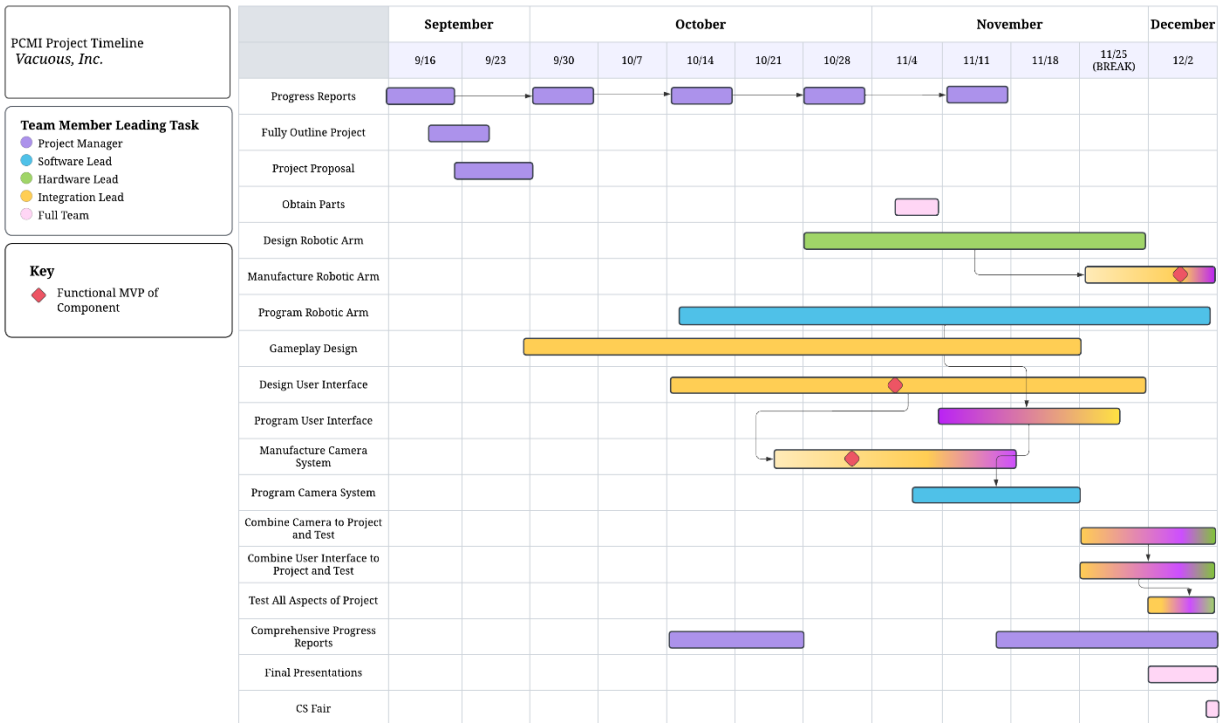 PCMI Project Timeline
Vacuous, Inc.
Team Member Leading Task
Project Manager
Software Lead
Hardware Lead
Integration Lead
Full Team
Key
Functional MVP of
Component
September
October
November
December
9/16
9/23
9/30
10/7
10/14
10/21
10/28
11/4
11/11
11/18
11/25
(BREAK)
12/2
Progress Reports
Fully Outline Project
Project Proposal
Obtain Parts
Design Robotic Arm
Manufacture Robotic Arm
Program Robotic Arm
Gameplay Design
Design User Interface
Program User Interface
Manufacture Camera
System
Program Camera System
Combine Camera to Project
and Test
Combine User Interface to
Project and Test
Test All Aspects of Project
Comprehensive Progress
Reports
Final Presentations
CS Fair